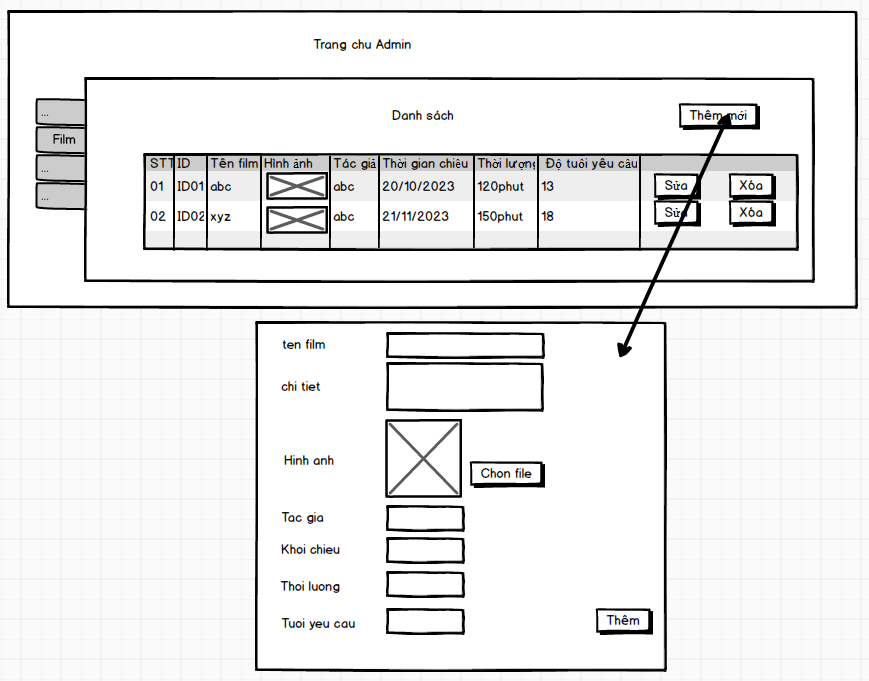 Trang chu Admin
Danh sách
Thêm mới
...
Film
...
...
STT ID Tên film Hình ảnh Tác giả Thời gian chiếu Thời lượng Độ tuổi yêu cầu
01 ID01 abc abc 20/10/2023 120phut 13 Sửa Xóa
02 ID02 xyz abc 21/11/2023 150phut 18 Sửa Xóa
ten film
chi tiet
Hinh anh
Chon file
Tac gia
Khoi chieu
Thoi luong
Tuoi yeu cau
Thêm